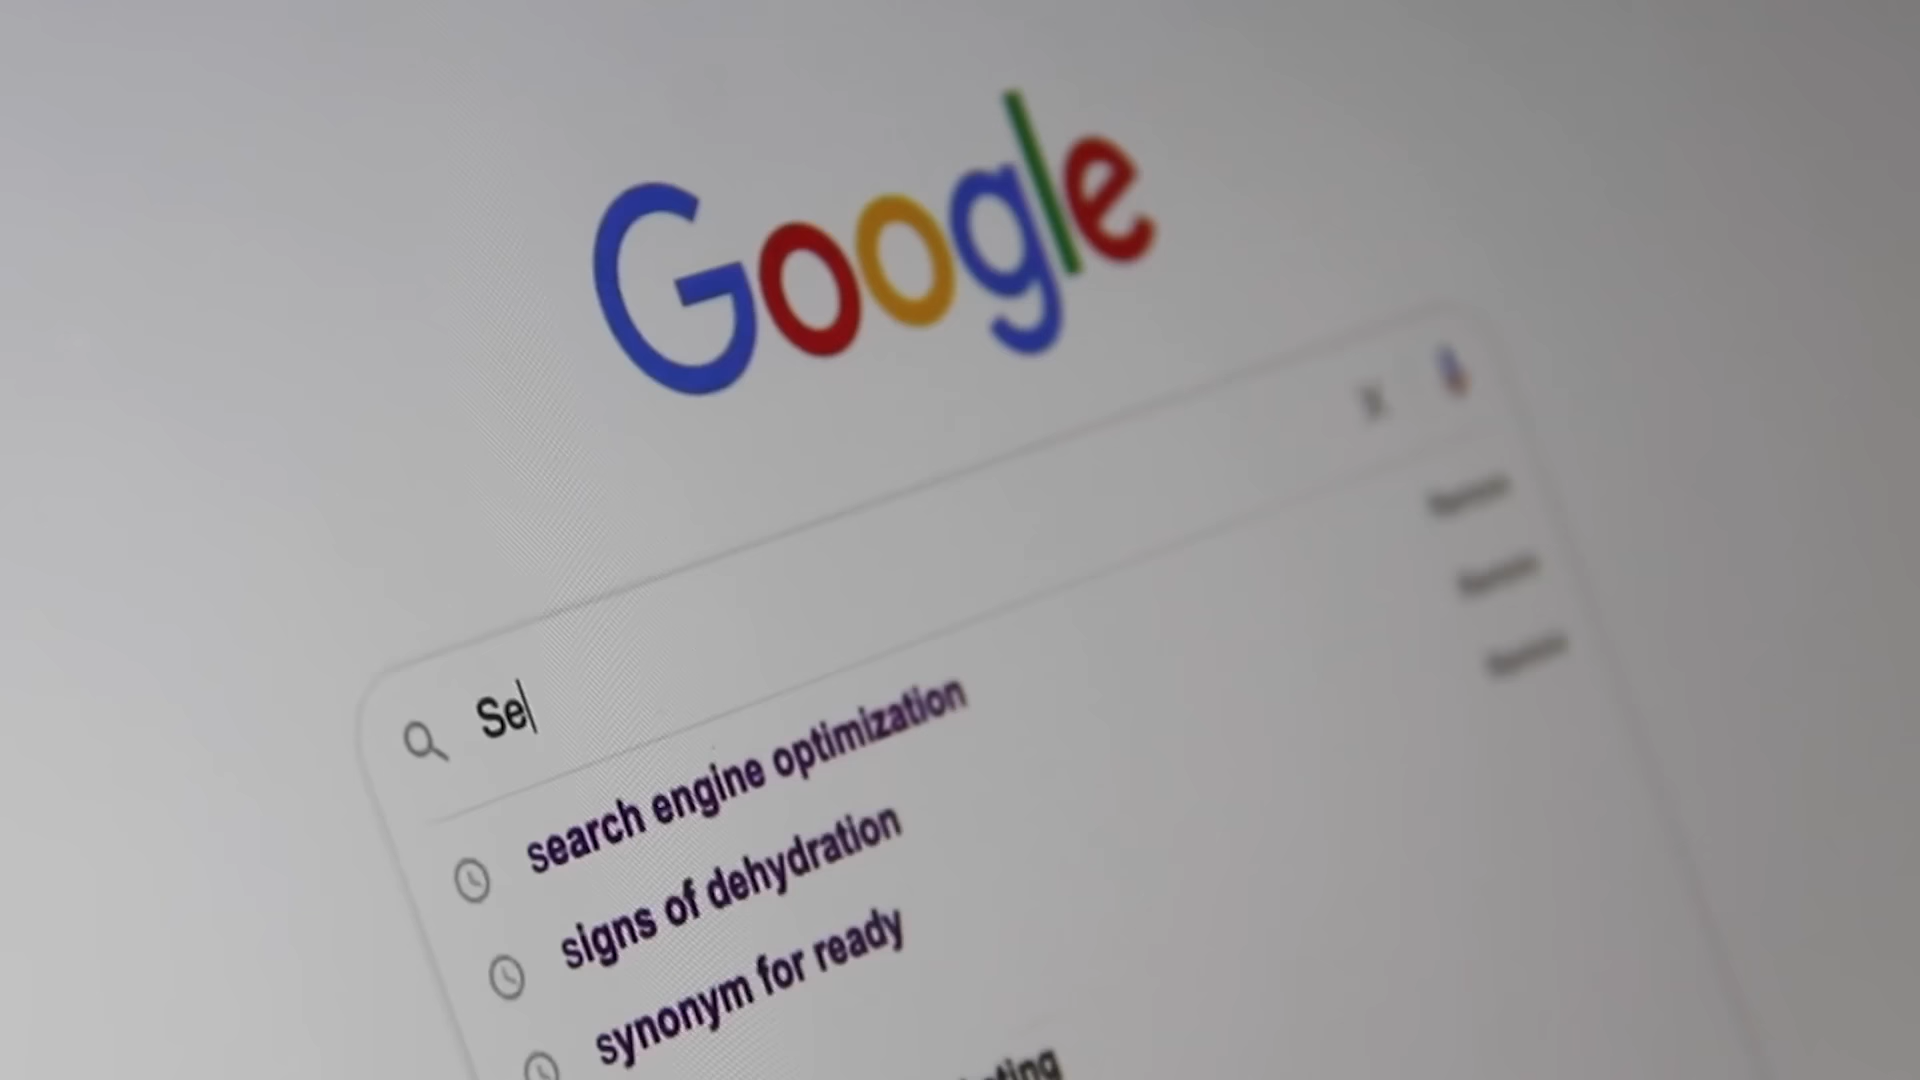 Google
Se
search engine optimization
signs of dehydration
synonym for ready